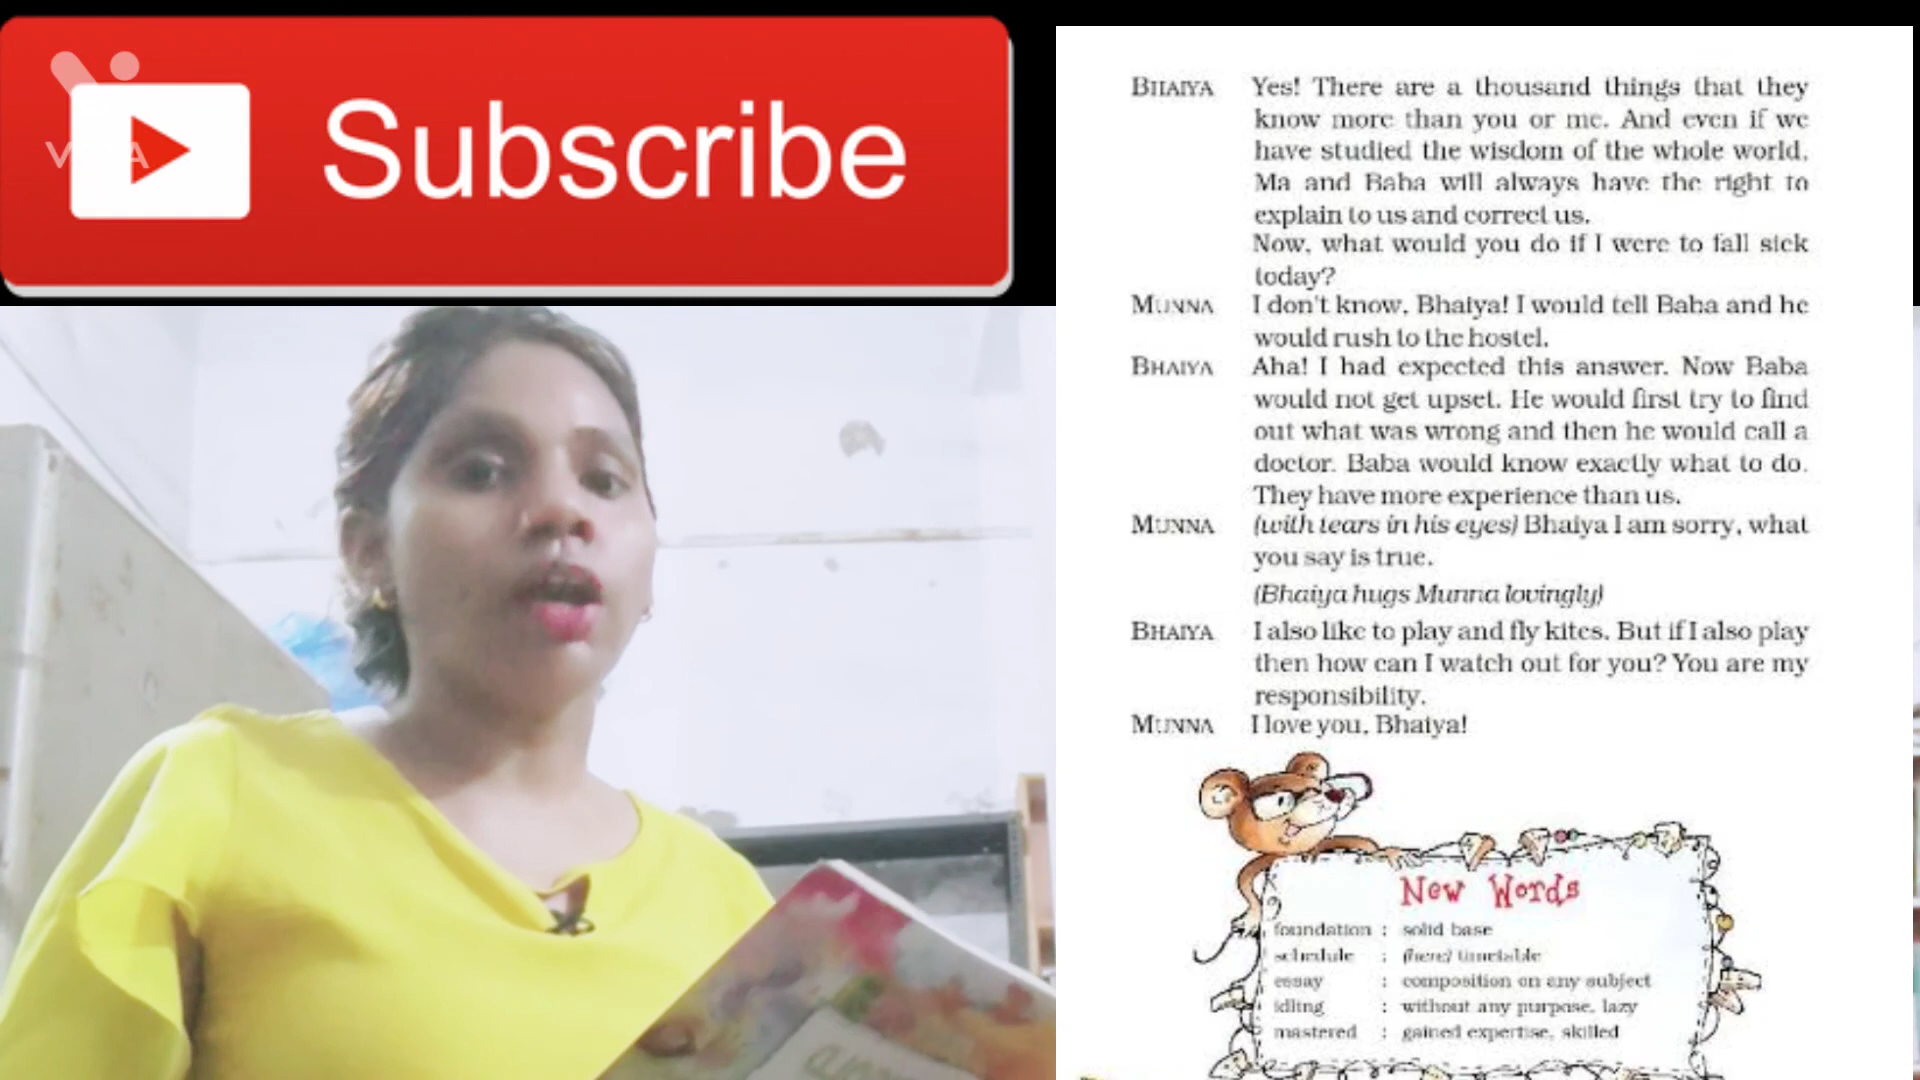 Subscribe
BHAIYA Yes! There are a thousand things that they
know more than you or me. And even if we
have studied the wisdom of the whole world,
Ma and Baba will always have the right to
explain to us and correct us.
Now, what would you do if I were to fall sick
today?
MUNNA I don't know, Bhaiya! I would tell Baba and he
would rush to the hostel.
BHAIYA Aha! I had expected this answer. Now Baba
would not get upset. He would first try to find
out what was wrong and then he would call a
doctor. Baba would know exactly what to do.
They have more experience than us.
MUNNA (with tears in his eyes) Bhaiya I am sorry, what
you say is true.
(Bhaiya hugs Munna lovingly)
BHAIYA I also like to play and fly kites. But if I also play
then how can I watch out for you? You are my
responsibility.
MUNNA I love you, Bhaiya!
New Words
foundation : solid base
schedule : (here) timetable
essay : composition on any subject
idling : without any purpose, lazy
mastered : gained expertise, skilled